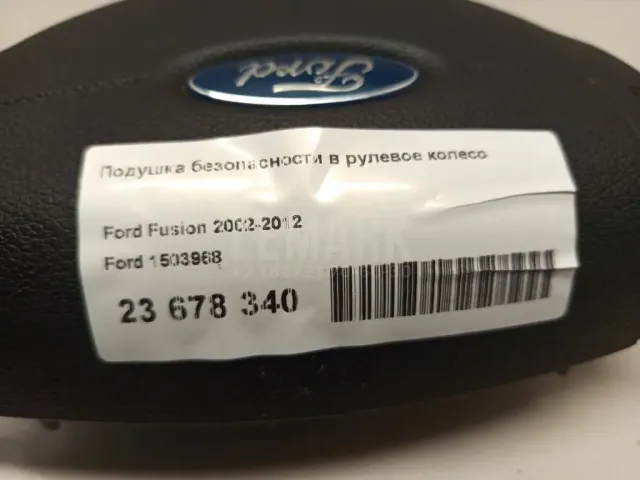 Ford
Подушка безопасности в рулевое колесо
Ford Fusion 2002-2012
Ford 1503968
23 678 340